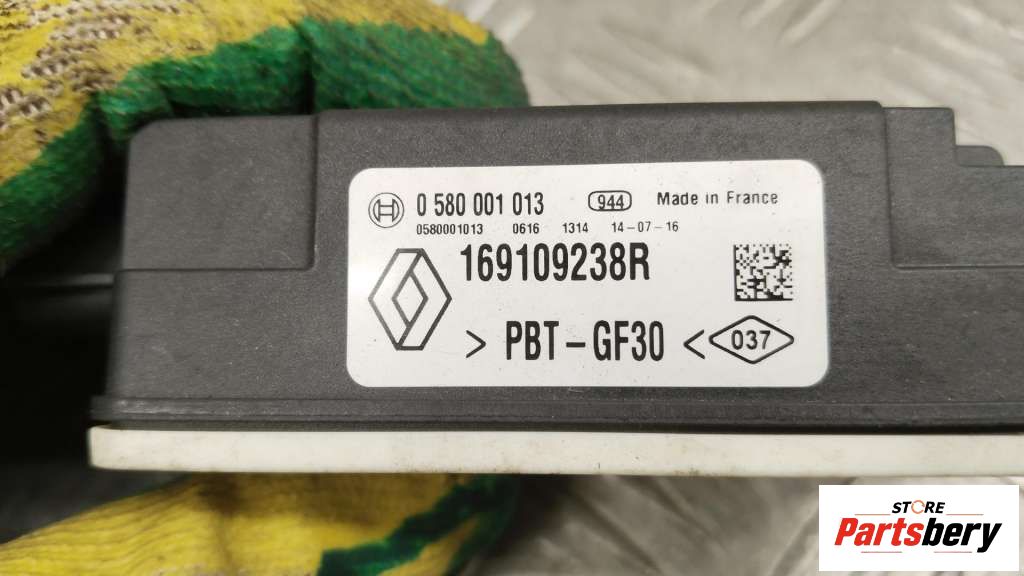 0 580 001 013 944 Made in France
0580001013 0616 1314 14-07-16
169109238R
> PBT-GF30 < 037
STORE
Partsbery